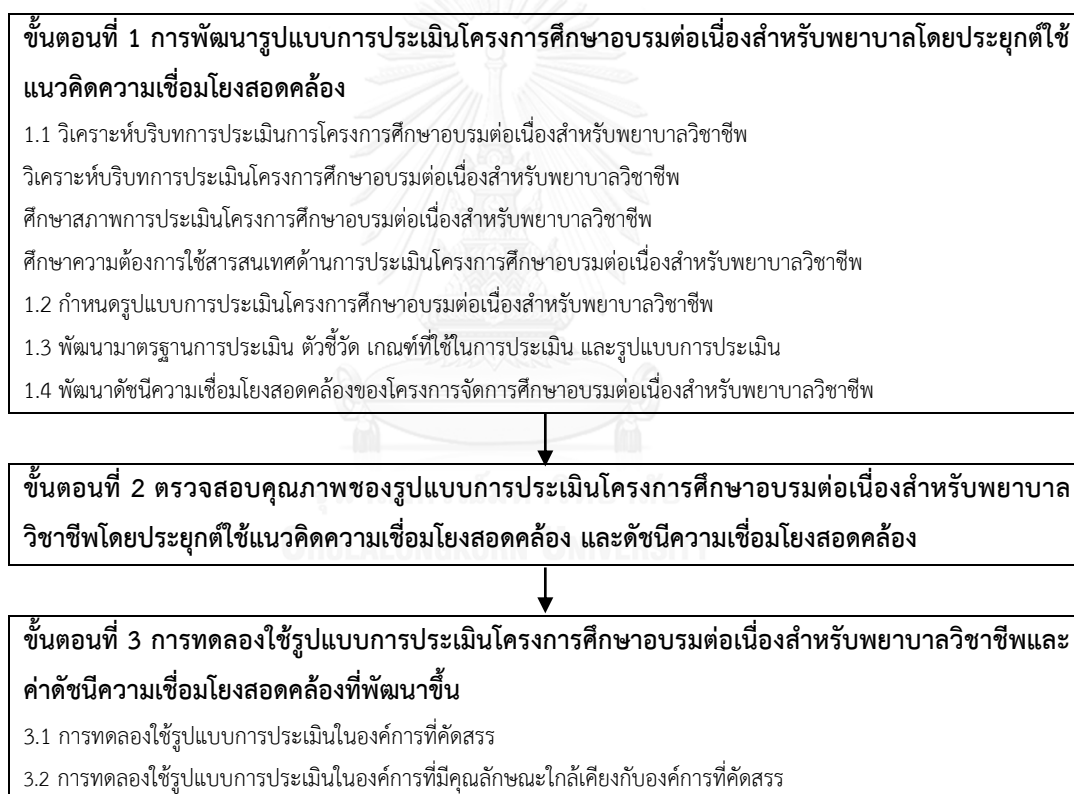 ขั้นตอนที่ 1 การพัฒนารูปแบบการประเมินโครงการศึกษาอบรมต่อเนื่องสำหรับพยาบาลโดยประยุกต์ใช้
แนวคิดความเชื่อมโยงสอดคล้อง
1.1 วิเคราะห์บริบทการประเมินการโครงการศึกษาอบรมต่อเนื่องสำหรับพยาบาลวิชาชีพ
วิเคราะห์บริบทการประเมินโครงการศึกษาอบรมต่อเนื่องสำหรับพยาบาลวิชาชีพ
ศึกษาสภาพการประเมินโครงการศึกษาอบรมต่อเนื่องสำหรับพยาบาลวิชาชีพ
ศึกษาความต้องการใช้สารสนเทศด้านการประเมินโครงการศึกษาอบรมต่อเนื่องสำหรับพยาบาลวิชาชีพ
1.2 กำหนดรูปแบบการประเมินโครงการศึกษาอบรมต่อเนื่องสำหรับพยาบาลวิชาชีพ
1.3 พัฒนามาตรฐานการประเมิน ตัวชี้วัด เกณฑ์ที่ใช้ในการประเมิน และรูปแบบการประเมิน
1.4 พัฒนาดัชนีความเชื่อมโยงสอดคล้องของโครงการจัดการศึกษาอบรมต่อเนื่องสำหรับพยาบาลวิชาชีพ
ขั้นตอนที่ 2 ตรวจสอบคุณภาพชองรูปแบบการประเมินโครงการศึกษาอบรมต่อเนื่องสำหรับพยาบาล
วิชาชีพโดยประยุกต์ใช้แนวคิดความเชื่อมโยงสอดคล้อง และดัชนีความเชื่อมโยงสอดคล้อง
CHULALONGKORN UNIVERSITY
ขั้นตอนที่ 3 การทดลองใช้รูปแบบการประเมินโครงการศึกษาอบรมต่อเนื่องสำหรับพยาบาลวิชาชีพและ
ค่าดัชนีความเชื่อมโยงสอดคล้องที่พัฒนาขึ้น
3.1 การทดลองใช้รูปแบบการประเมินในองค์การที่คัดสรร
3.2 การทดลองใช้รูปแบบการประเมินในองค์การที่มีคุณลักษณะใกล้เคียงกับองค์การที่คัดสรร